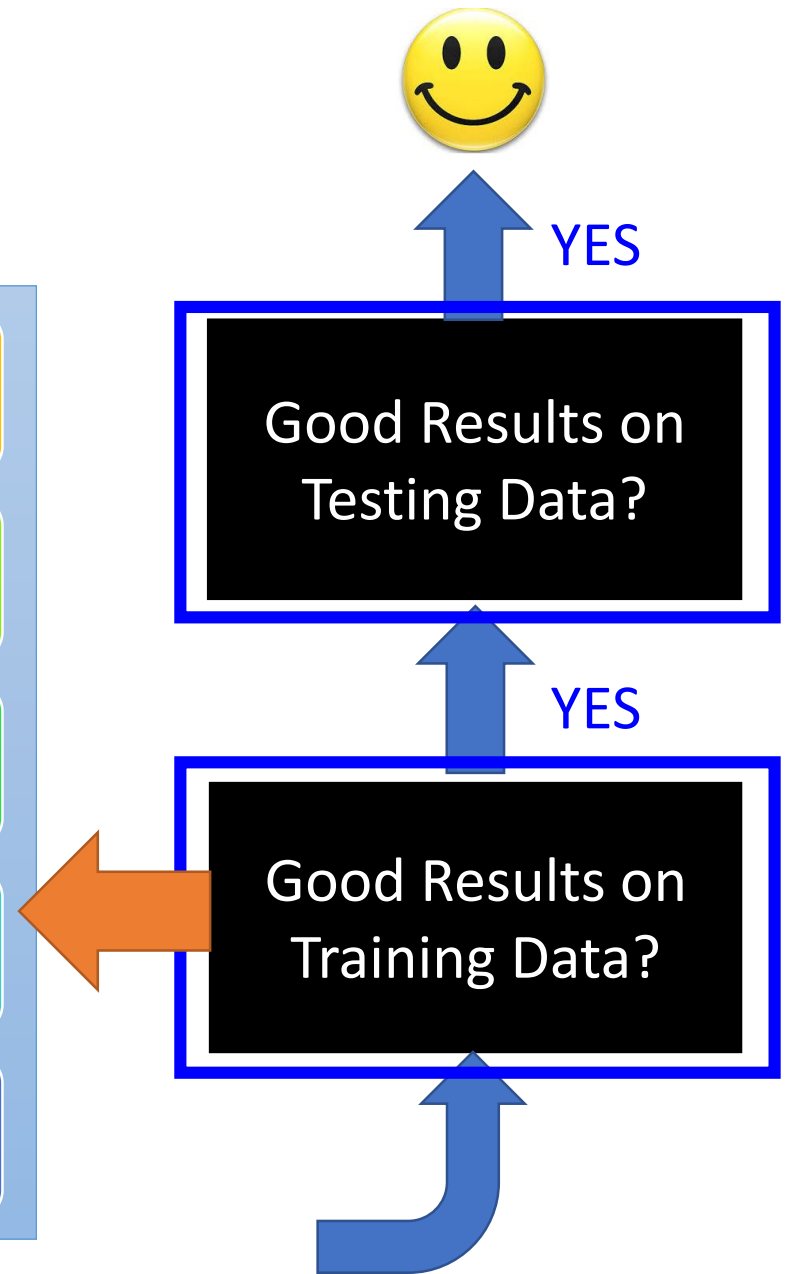 YES
Good Results on
Testing Data?
YES
Good Results on
Training Data?